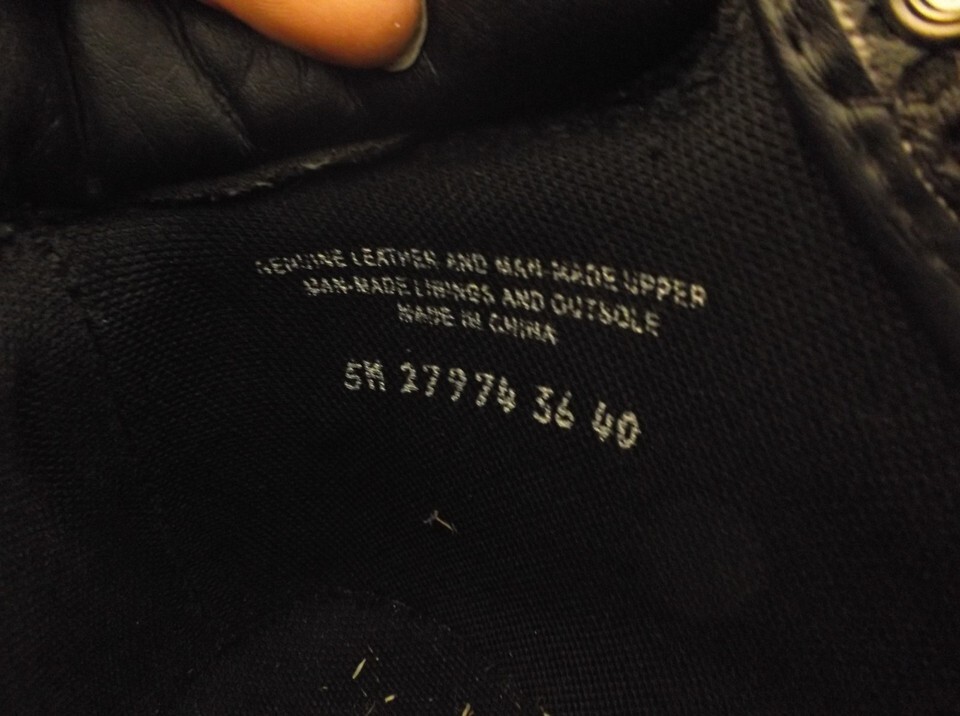 GENUINE LEATHER AND MAN-MADE UPPER
MAN-MADE LININGS AND OUTSOLE
MADE IN CHINA
5M 27974 36 40